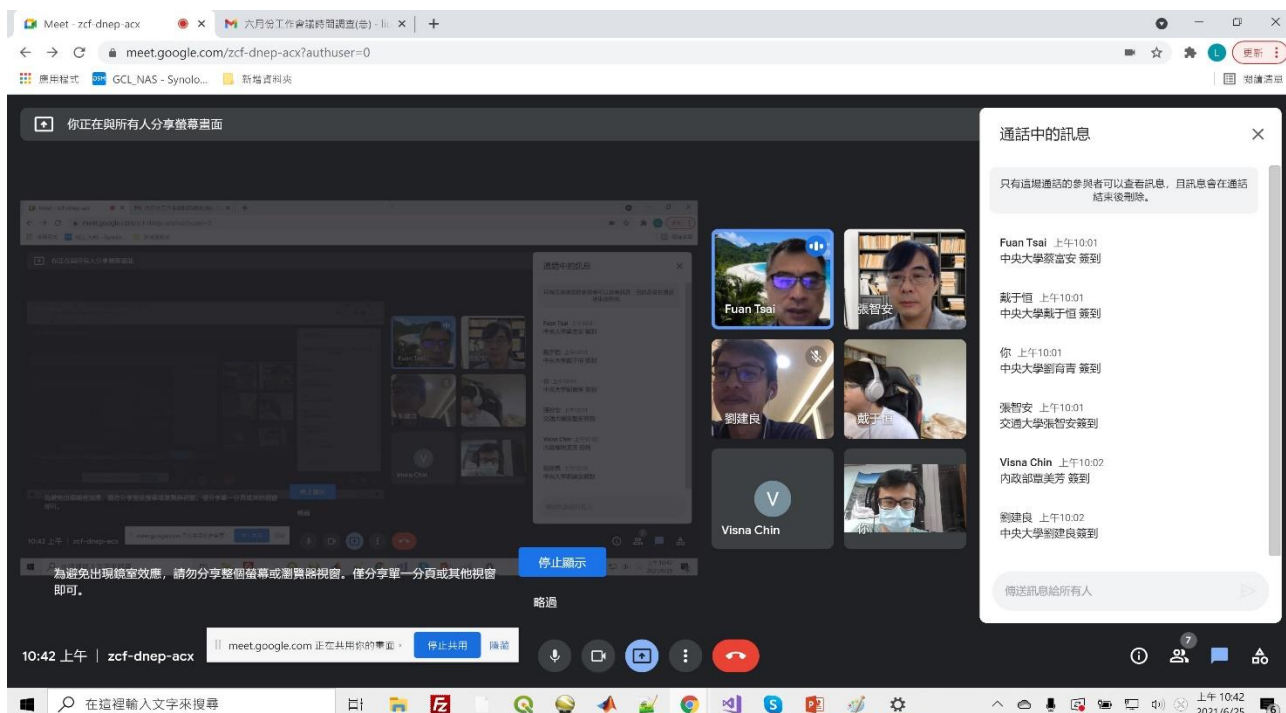 Meet - zcf-dnep-acx
六月份工作會議時間調查(壱) - li
meet.google.com/zcf-dnep-acx?authuser=0
L
更新
應用程式
GCL_NAS - Synolo...
新增資料夾
閱讀清單
你正在與所有人分享螢幕畫面
通話中的訊息
只有這場通話的參與者可以查看訊息，且訊息會在通話
結束後刪除。
Fuan Tsai 上午10:01
中央大學蔡富安 簽到
戴于恒 上午10:01
中央大學戴于恒 簽到
你 上午10:01
中央大學劉育青 簽到
張智安 上午10:01
交通大學張智安簽到
Visna Chin 上午10:02
內政部覃美芳 簽到
劉建良 上午10:02
中央大學劉建良簽到
傳送訊息給所有人
Fuan Tsai
張智安
劉建良
戴于恒
V
Visna Chin
你
為避免出現鏡室效應，請勿分享整個螢幕或瀏覽器視窗。僅分享單一分頁或其他視窗
即可。
停止顯示
略過
10:42 上午 | zcf-dnep-acx
meet.google.com 正在共用你的畫面。
停止共用
隱藏
7
在這裡輸入文字來搜尋
上午 10:42
2021/6/25